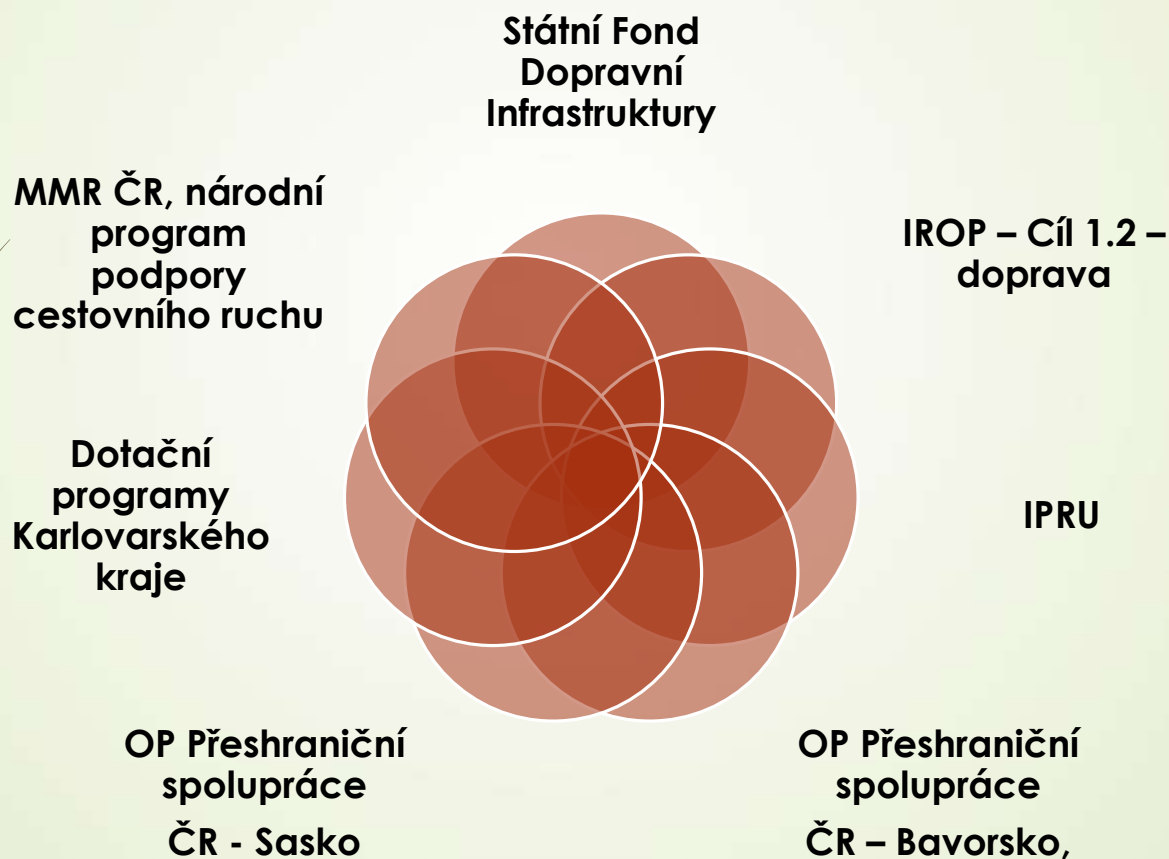 Státní Fond
Dopravní
Infrastruktury
MMR ČR, národní
program
podpory
cestovního ruchu
IROP – Cíl 1.2 –
doprava
Dotační
programy
Karlovarského
kraje
IPRU
OP Přeshraniční
spolupráce
ČR - Sasko
OP Přeshraniční
spolupráce
ČR – Bavorsko,